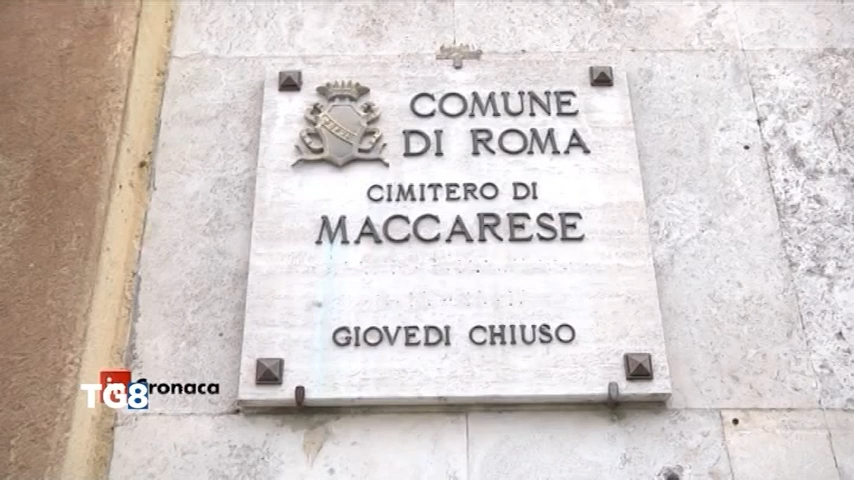 COMUNE
DI ROMA
CIMITERO DI
MACCARESE
GIOVEDI CHIUSO
Cronaca
TG8